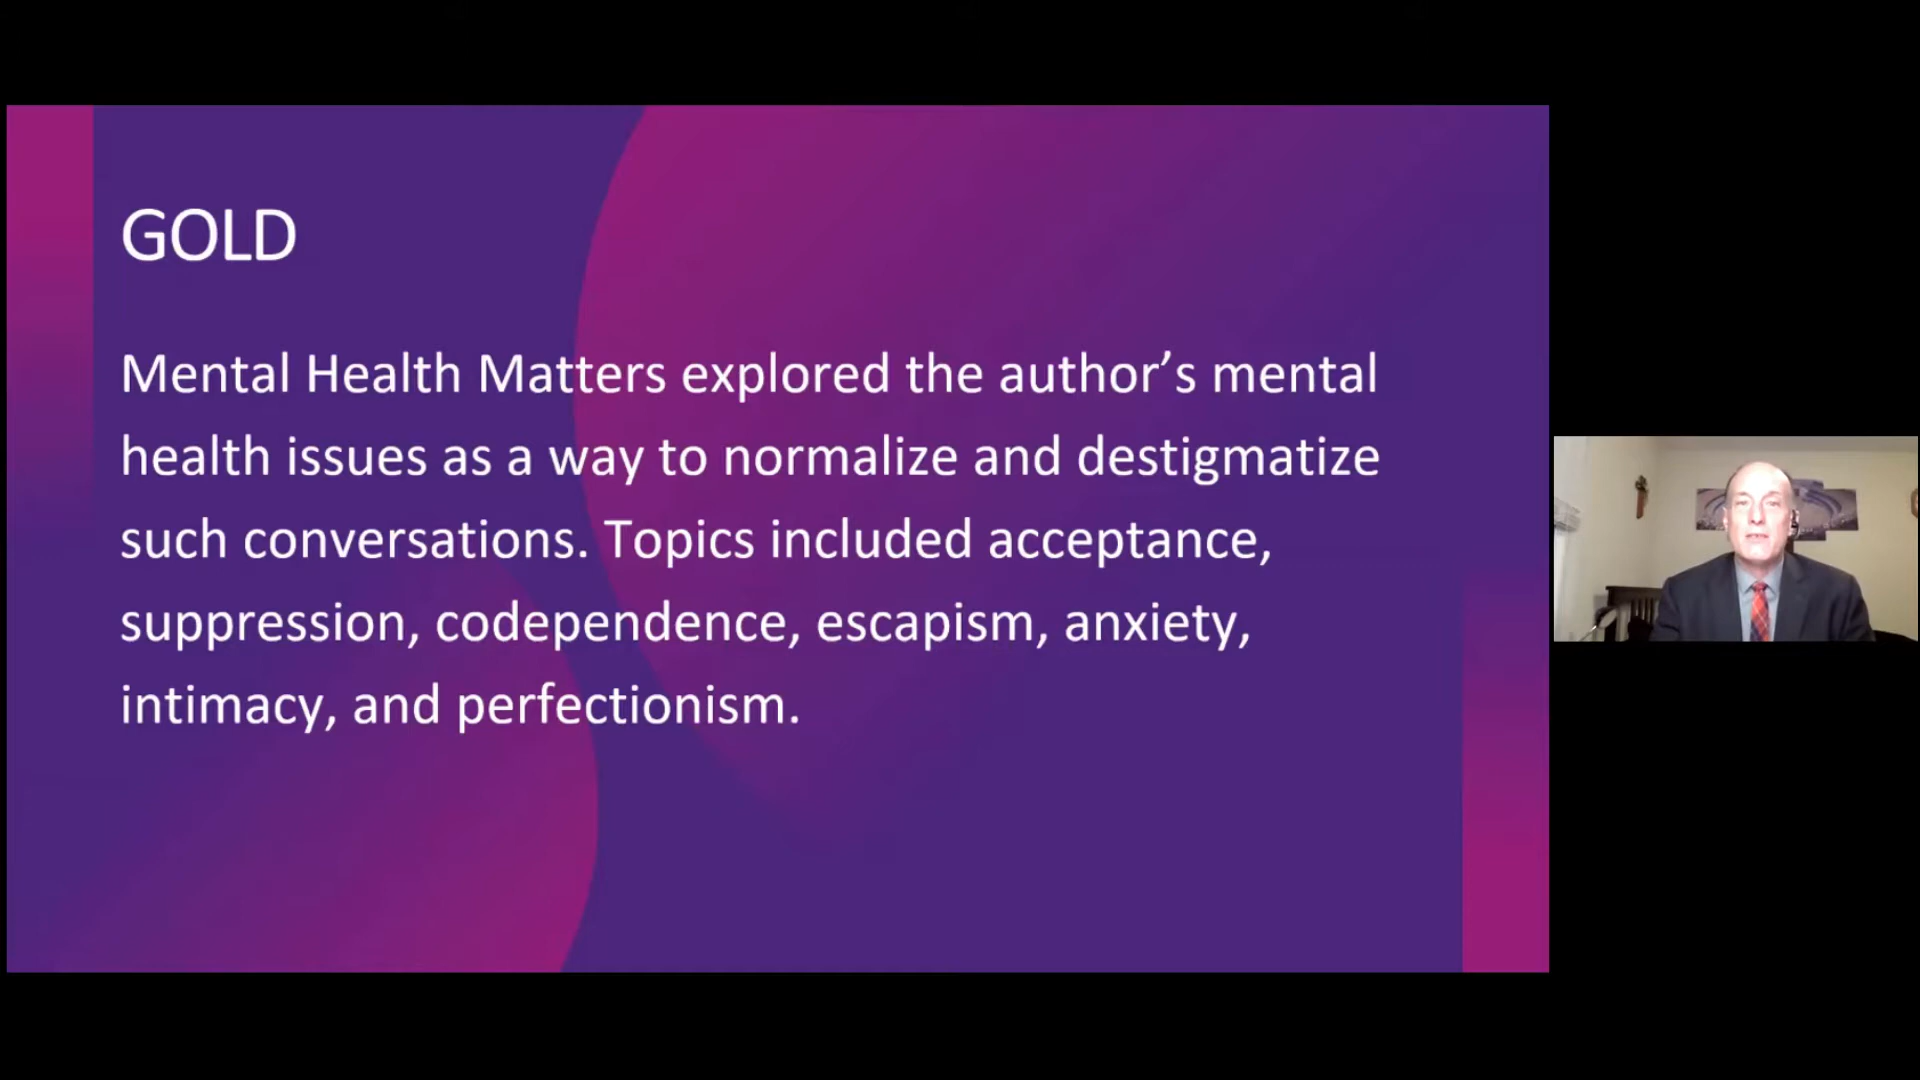 GOLD
Mental Health Matters explored the author’s mental
health issues as a way to normalize and destigmatize
such conversations. Topics included acceptance,
suppression, codependence, escapism, anxiety,
intimacy, and perfectionism.